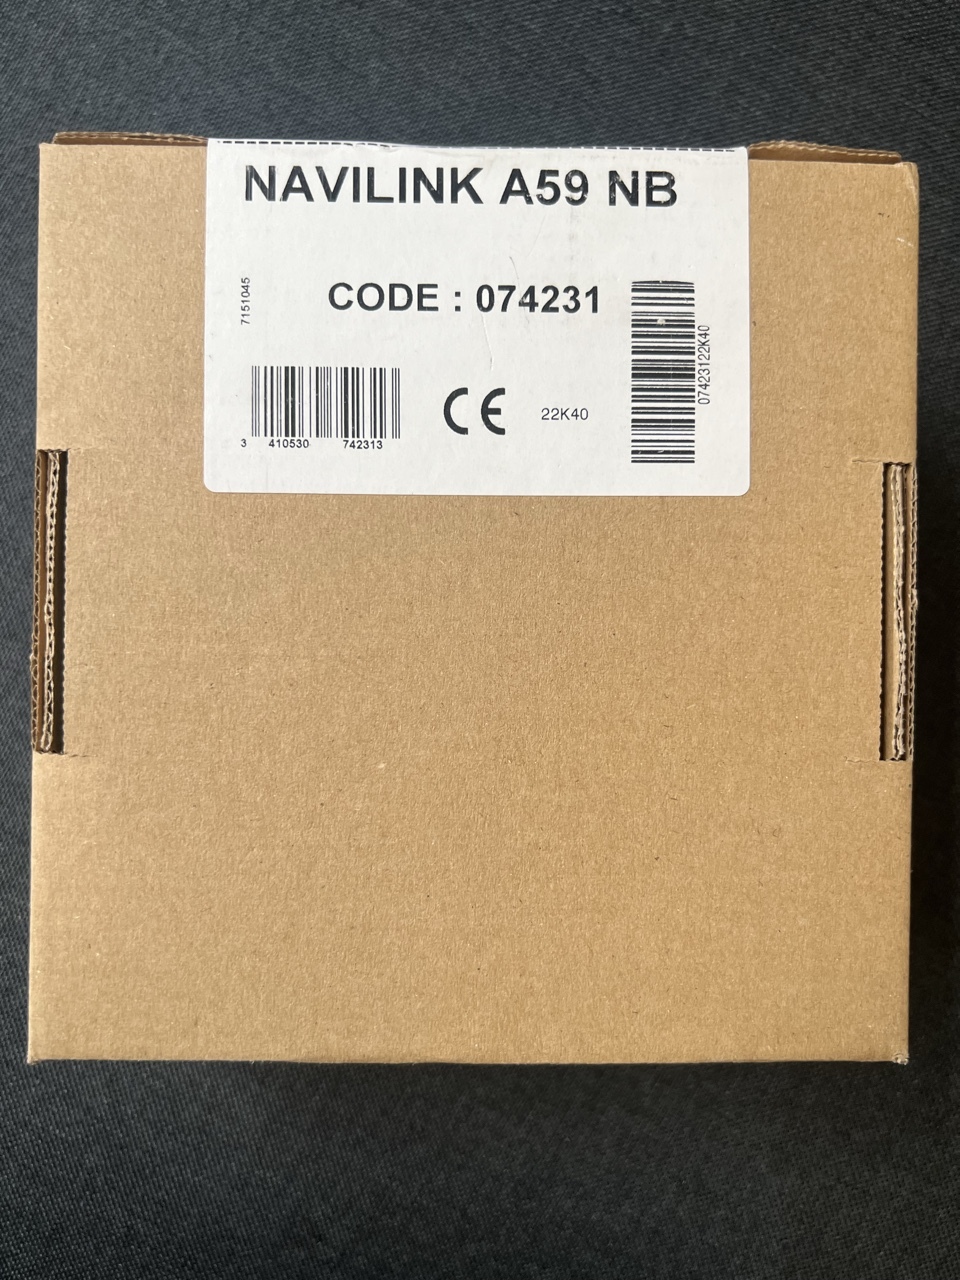 NAVILINK A59 NB
7151045
CODE : 074231
07423122K40
3 410530 742313
CE
22K40